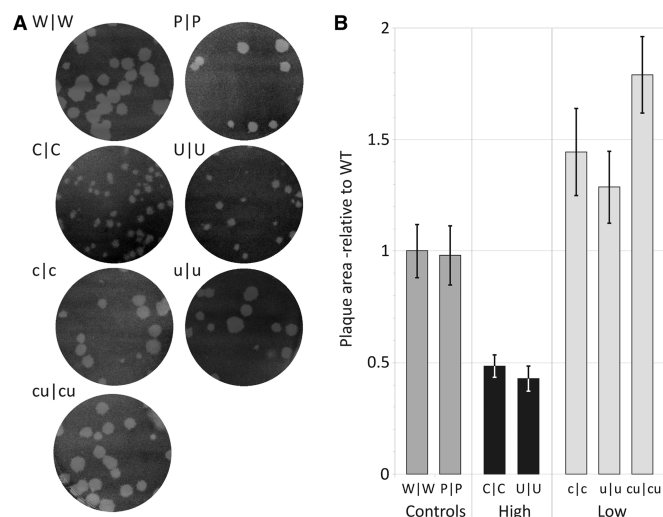 A
W|W
P|P
C|C
U|U
c|c
u|u
cu|cu
B
Plaque area -relative to WT
2
1.5
1
0.5
0
W|W P|P C|C U|U c|c u|u cu|cu
Controls High Low